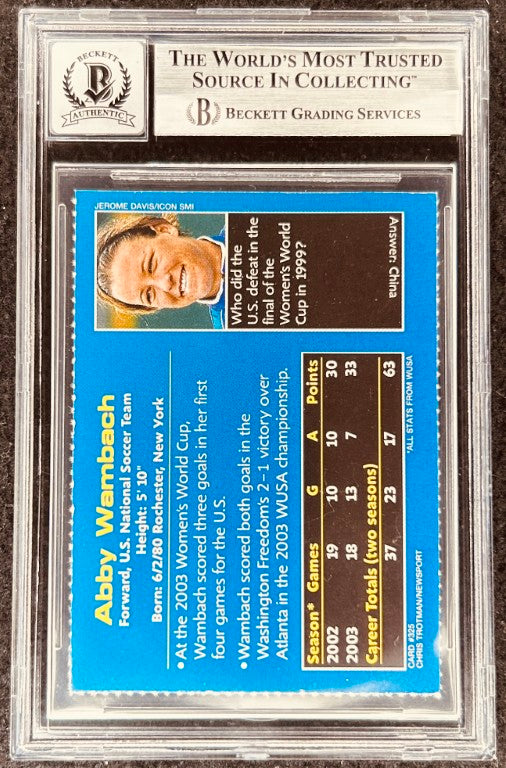 BECKETT
B
AUTHENTIC
THE WORLD'S MOST TRUSTED
SOURCE IN COLLECTING™
B BECKETT GRADING SERVICES
JEROME DAVIS/ICON SMI
Who did the
U.S. defeat in the
final of the
Women's World
Cup in 1999?
Answer: China
Abby Wambach
Forward, U.S. National Soccer Team
Height: 5' 10"
Born: 6/2/80 Rochester, New York
• At the 2003 Women's World Cup,
Wambach scored three goals in her first
four games for the U.S.
• Wambach scored both goals in the
Washington Freedom's 2–1 victory over
Atlanta in the 2003 WUSA championship.
Season* Games G A Points
2002 19 10 10 30
2003 18 13 7 33
Career Totals (two seasons)
37 23 17 63
CARD #325
CHRIS TROTMAN/NEWSPORT
*ALL STATS FROM WUSA